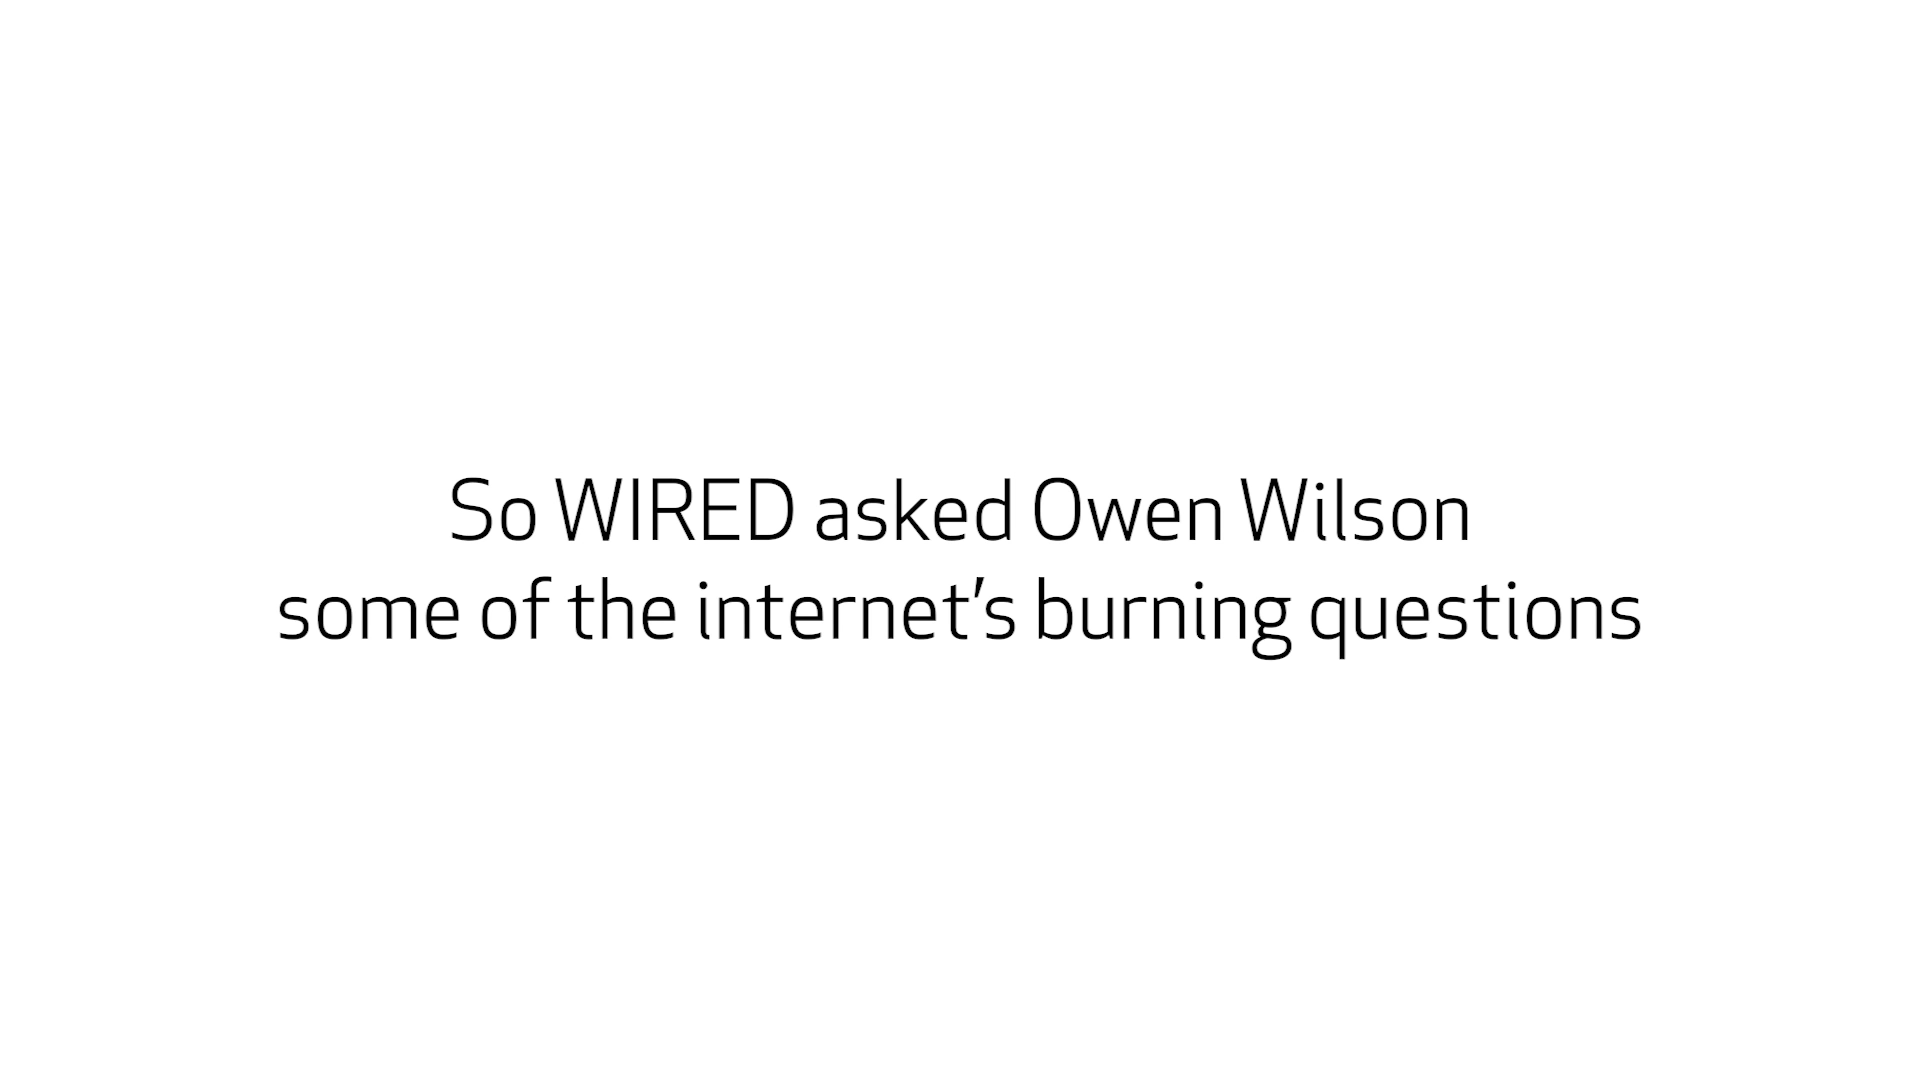 So WIRED asked Owen Wilson
some of the internet’s burning questions